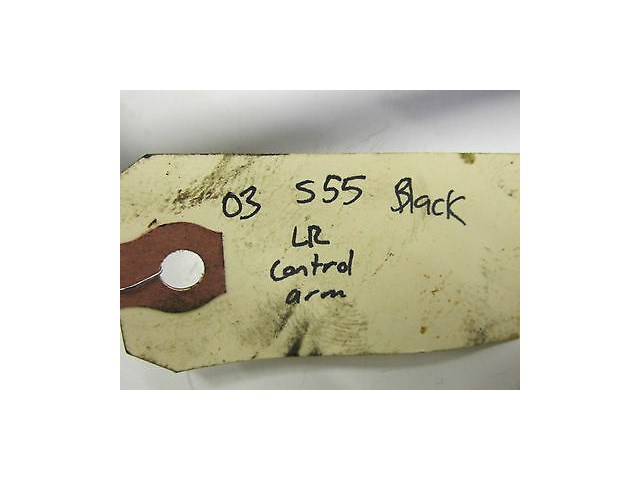 03 S55 Black
LR
Control
arm